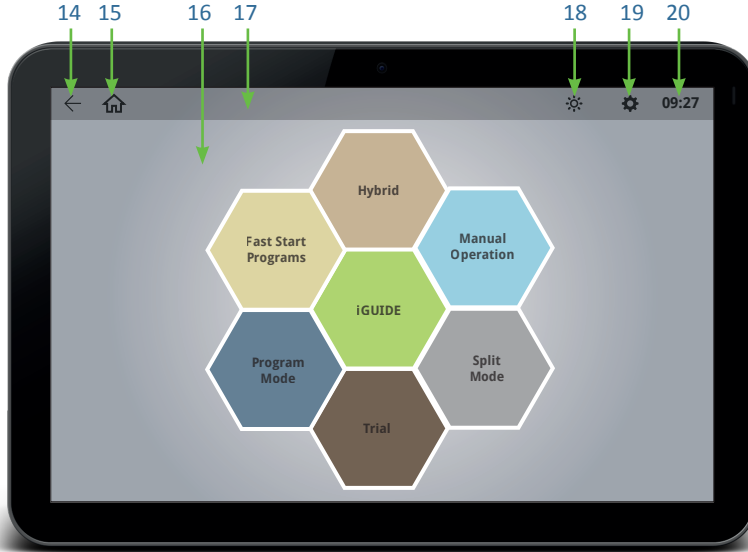 14 15 16 17 18 19 20
09:27
Hybrid
Fast Start
Programs
Manual
Operation
iGUIDE
Program
Mode
Split
Mode
Trial